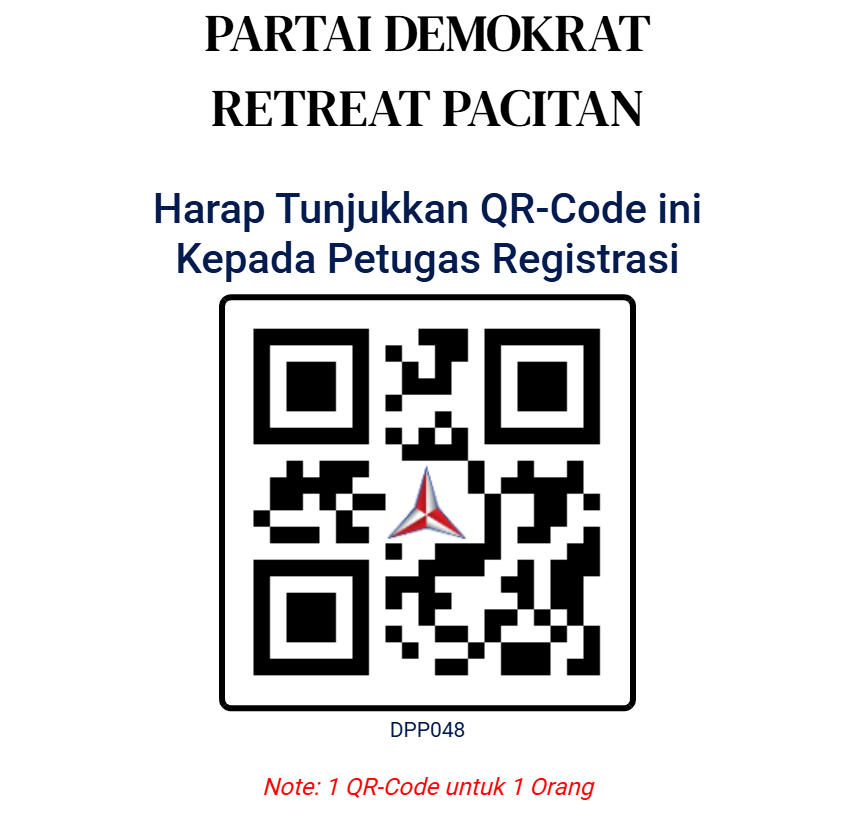 PARTAI DEMOKRAT
RETREAT PACITAN
Harap Tunjukkan QR-Code ini
Kepada Petugas Registrasi
DPP048
Note: 1 QR-Code untuk 1 Orang